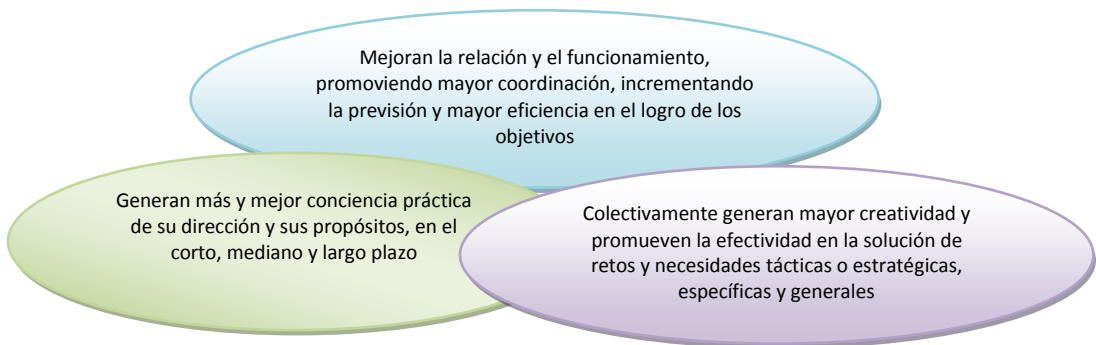 Mejoran la relación y el funcionamiento,
promoviendo mayor coordinación, incrementando
la previsión y mayor eficiencia en el logro de los
objetivos
Generan más y mejor conciencia práctica
de su dirección y sus propósitos, en el
corto, mediano y largo plazo
Colectivamente generan mayor creatividad y
promueven la efectividad en la solución de
retos y necesidades tácticas o estratégicas,
específicas y generales